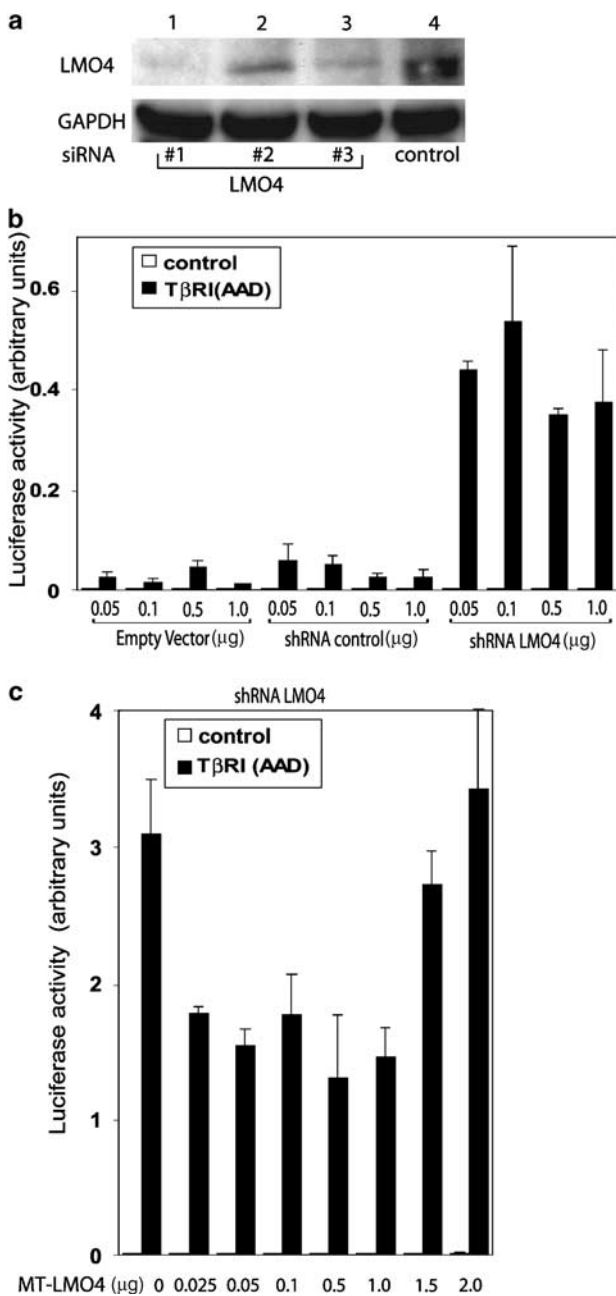 a
1 2 3 4
LMO4
GAPDH
siRNA #1 #2 #3 control
LMO4
b
Luciferase activity (arbitrary units)
control
TβRI(AAD)
0.6
0.4
0.2
0
0.05 0.1 0.5 1.0 0.05 0.1 0.5 1.0 0.05 0.1 0.5 1.0
Empty Vector(μg) shRNA control(μg) shRNA LMO4(μg)
c
shRNA LMO4
Luciferase activity (arbitrary units)
control
TβRI (AAD)
4
3
2
1
0
MT-LMO4 (μg) 0 0.025 0.05 0.1 0.5 1.0 1.5 2.0